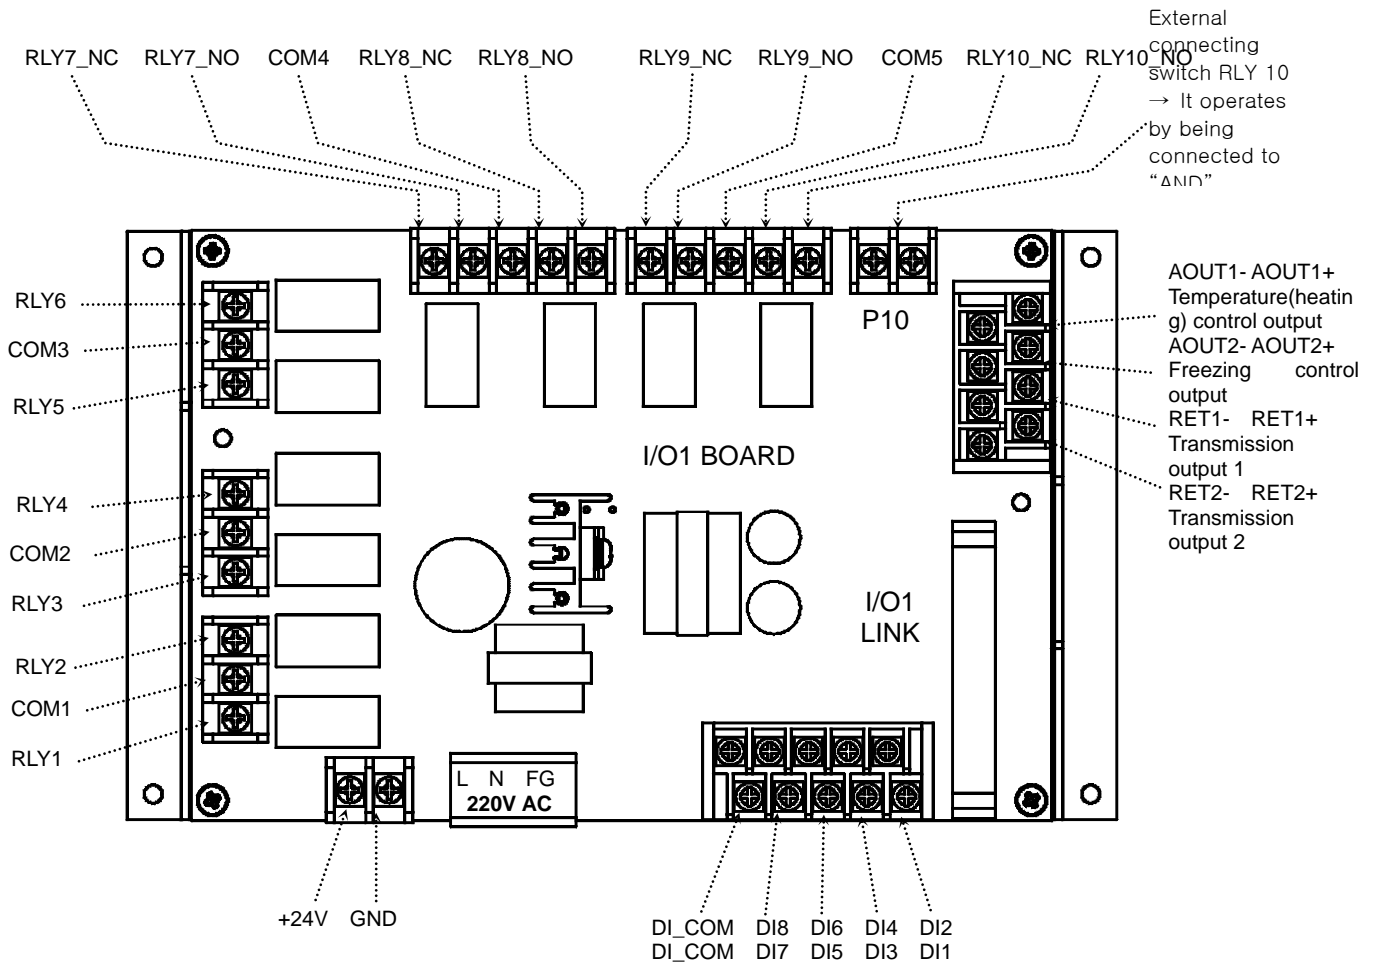 External
connecting
switch RLY 10
→ It operates
by being
connected to
“AND”
RLY7_NC RLY7_NO COM4 RLY8_NC RLY8_NO RLY9_NC RLY9_NO COM5 RLY10_NC RLY10_NO
P10
AOUT1- AOUT1+
Temperature(heatin
g) control output
AOUT2- AOUT2+
Freezing control
output
RET1- RET1+
Transmission
output 1
RET2- RET2+
Transmission
output 2
RLY6
COM3
RLY5
I/O1 BOARD
RLY4
COM2
RLY3
I/O1
LINK
RLY2
COM1
RLY1
L N FG
220V AC
+24V GND
DI_COM DI8 DI6 DI4 DI2
DI_COM DI7 DI5 DI3 DI1